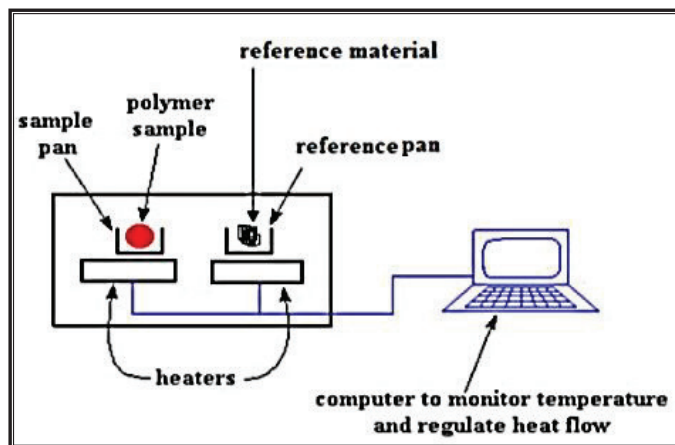 reference material
polymer
sample
sample
pan
reference pan
heaters
computer to monitor temperature
and regulate heat flow